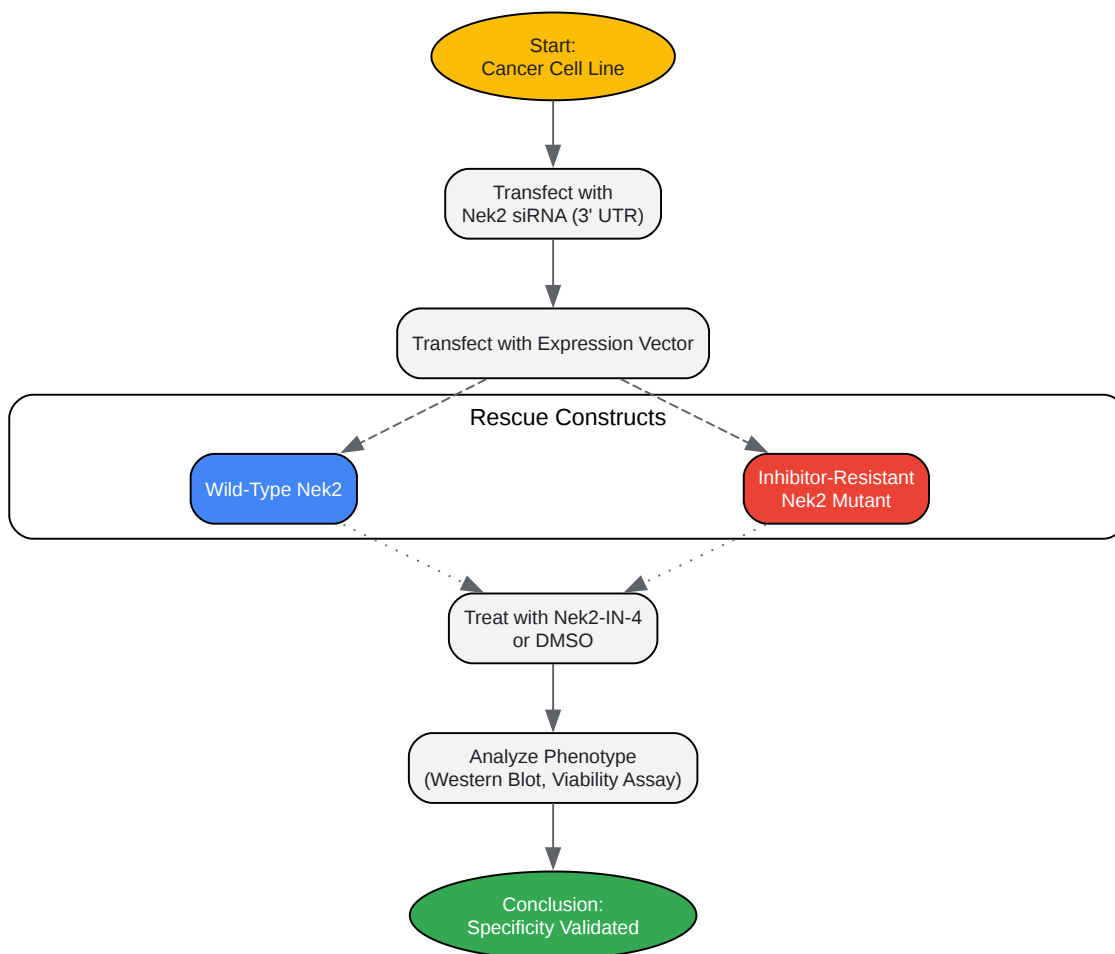 Start:
Cancer Cell Line
Transfect with
Nek2 siRNA (3' UTR)
Transfect with Expression Vector
Rescue Constructs
Wild-Type Nek2
Inhibitor-Resistant
Nek2 Mutant
Treat with Nek2-IN-4
or DMSO
Analyze Phenotype
(Western Blot, Viability Assay)
Conclusion:
Specificity Validated